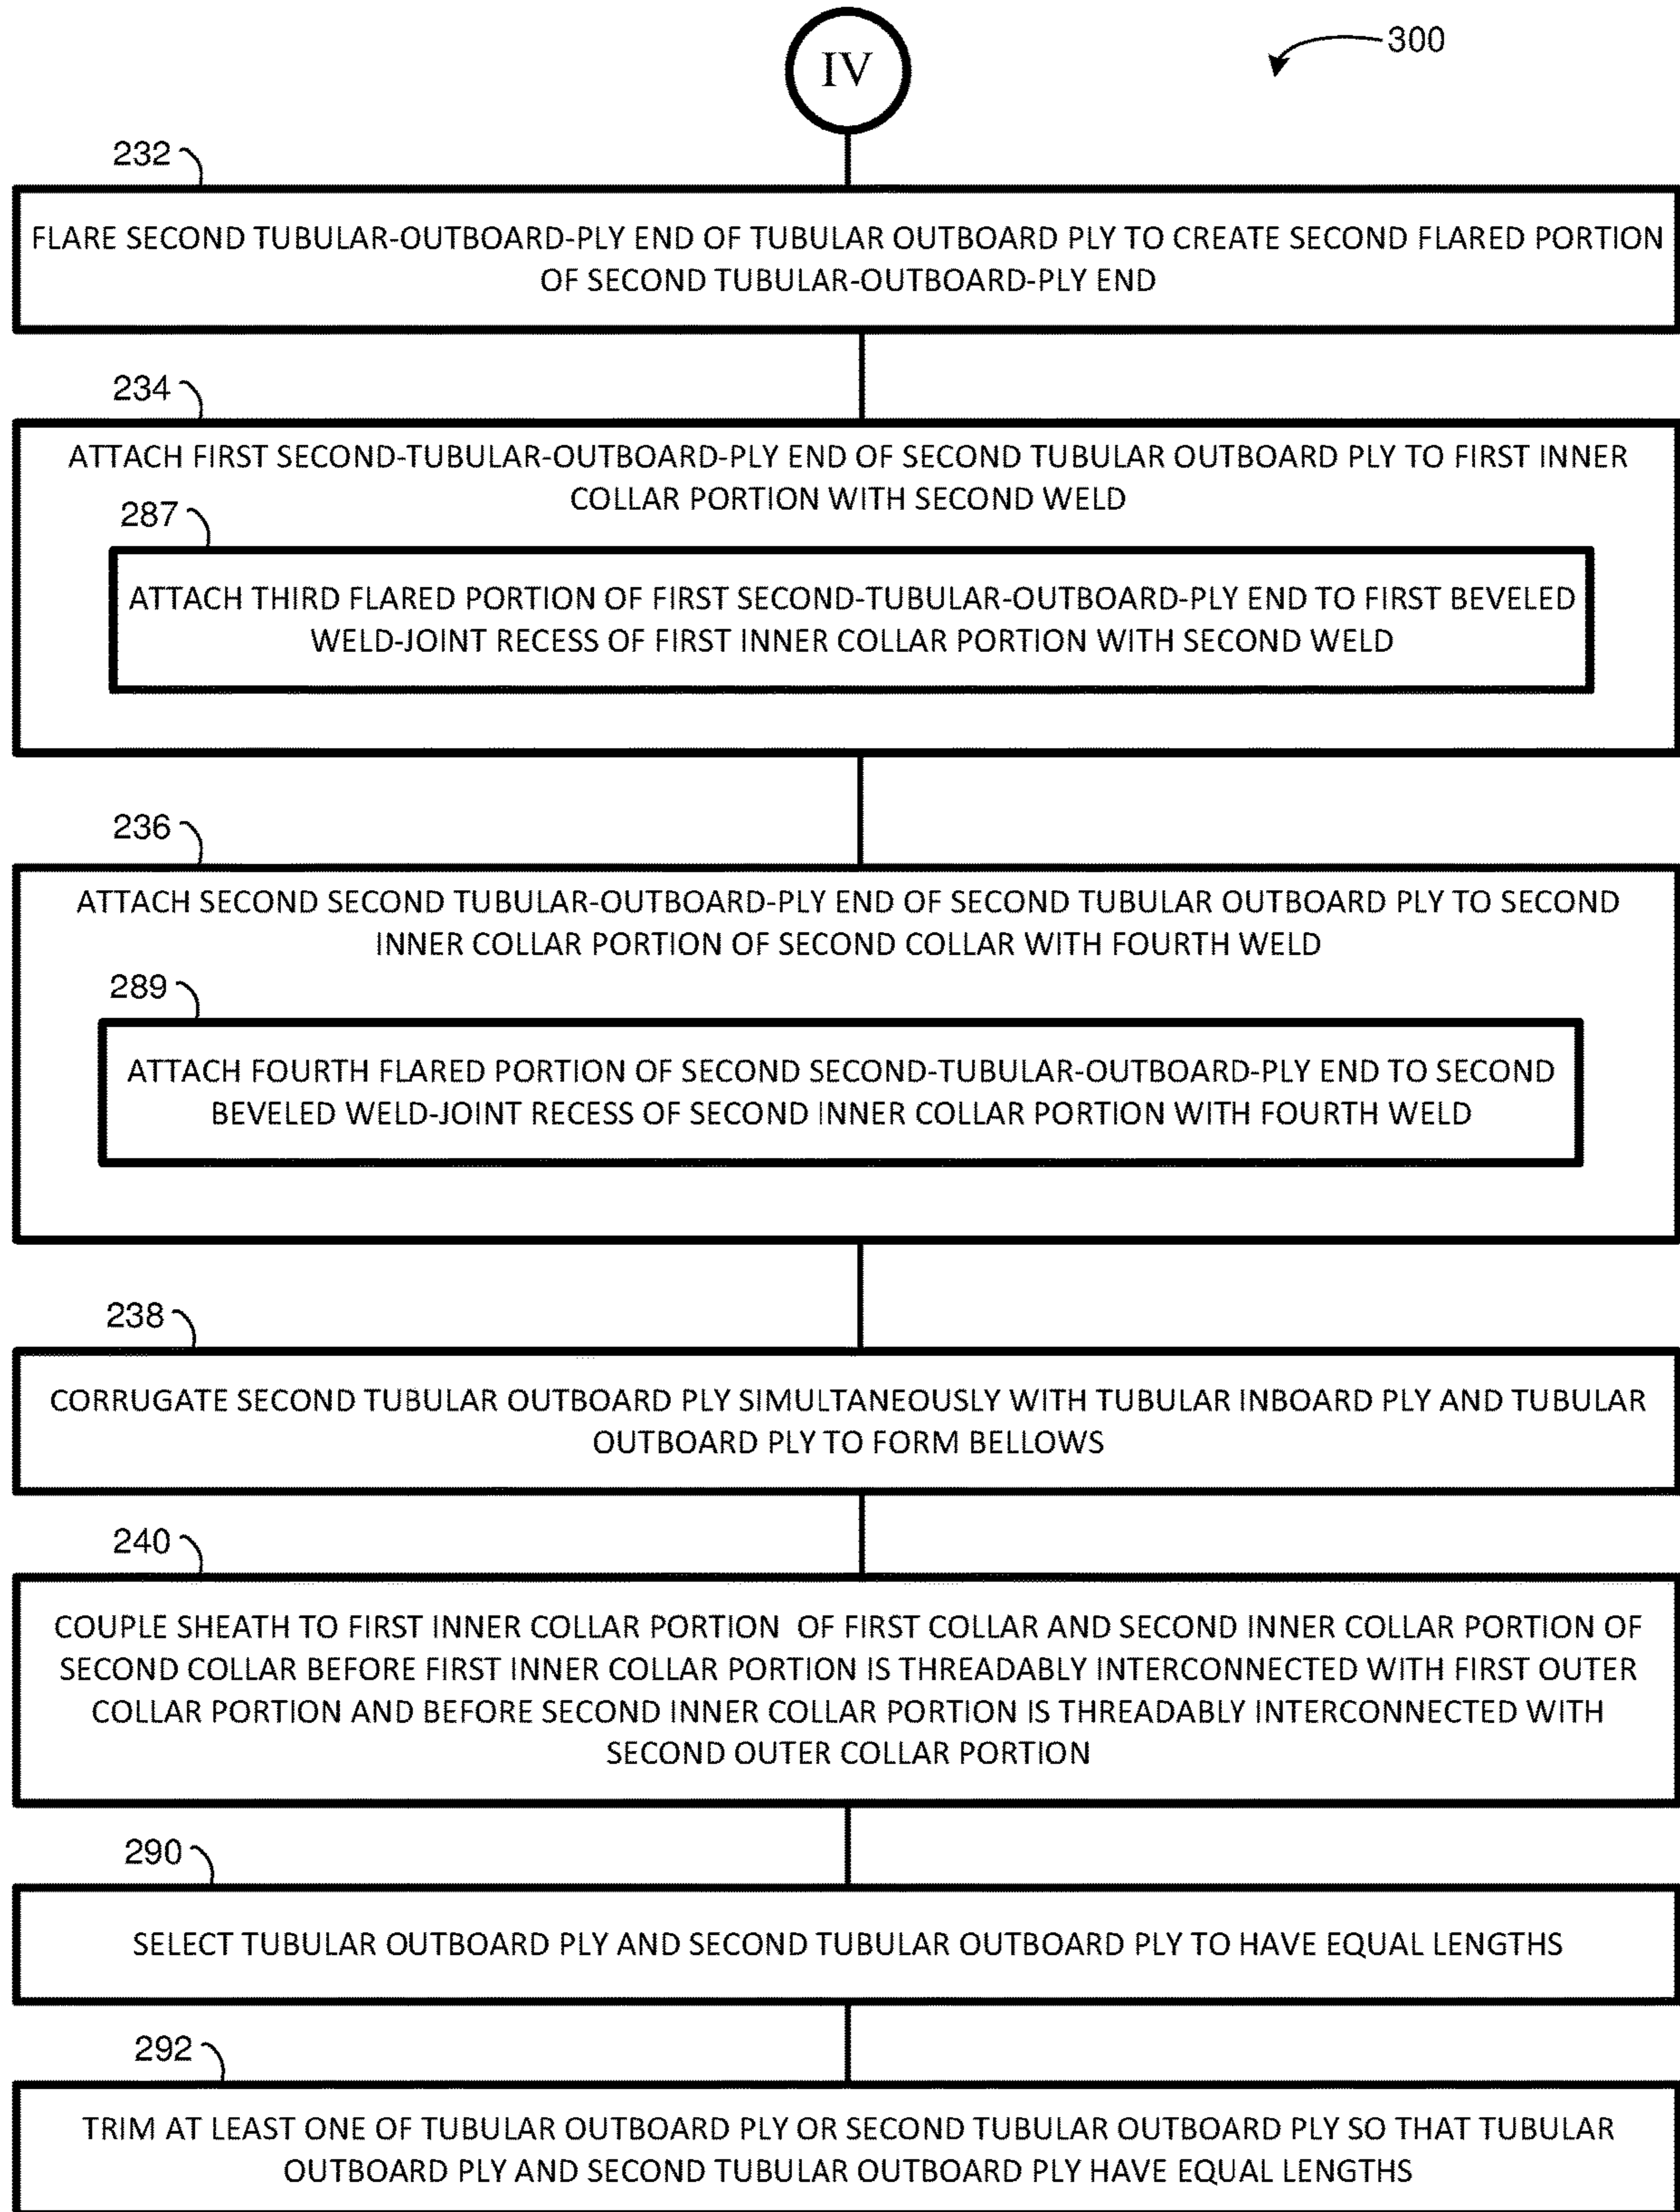 IV
300
232
FLARE SECOND TUBULAR-OUTBOARD-PLY END OF TUBULAR OUTBOARD PLY TO CREATE SECOND FLARED PORTION
OF SECOND TUBULAR-OUTBOARD-PLY END
234
ATTACH FIRST SECOND-TUBULAR-OUTBOARD-PLY END OF SECOND TUBULAR OUTBOARD PLY TO FIRST INNER
COLLAR PORTION WITH SECOND WELD
287
ATTACH THIRD FLARED PORTION OF FIRST SECOND-TUBULAR-OUTBOARD-PLY END TO FIRST BEVELED
WELD-JOINT RECESS OF FIRST INNER COLLAR PORTION WITH SECOND WELD
236
ATTACH SECOND SECOND TUBULAR-OUTBOARD-PLY END OF SECOND TUBULAR OUTBOARD PLY TO SECOND
INNER COLLAR PORTION OF SECOND COLLAR WITH FOURTH WELD
289
ATTACH FOURTH FLARED PORTION OF SECOND SECOND-TUBULAR-OUTBOARD-PLY END TO SECOND
BEVELED WELD-JOINT RECESS OF SECOND INNER COLLAR PORTION WITH FOURTH WELD
238
CORRUGATE SECOND TUBULAR OUTBOARD PLY SIMULTANEOUSLY WITH TUBULAR INBOARD PLY AND TUBULAR
OUTBOARD PLY TO FORM BELLOWS
240
COUPLE SHEATH TO FIRST INNER COLLAR PORTION OF FIRST COLLAR AND SECOND INNER COLLAR PORTION OF
SECOND COLLAR BEFORE FIRST INNER COLLAR PORTION IS THREADABLY INTERCONNECTED WITH FIRST OUTER
COLLAR PORTION AND BEFORE SECOND INNER COLLAR PORTION IS THREADABLY INTERCONNECTED WITH
SECOND OUTER COLLAR PORTION
290
SELECT TUBULAR OUTBOARD PLY AND SECOND TUBULAR OUTBOARD PLY TO HAVE EQUAL LENGTHS
292
TRIM AT LEAST ONE OF TUBULAR OUTBOARD PLY OR SECOND TUBULAR OUTBOARD PLY SO THAT TUBULAR
OUTBOARD PLY AND SECOND TUBULAR OUTBOARD PLY HAVE EQUAL LENGTHS